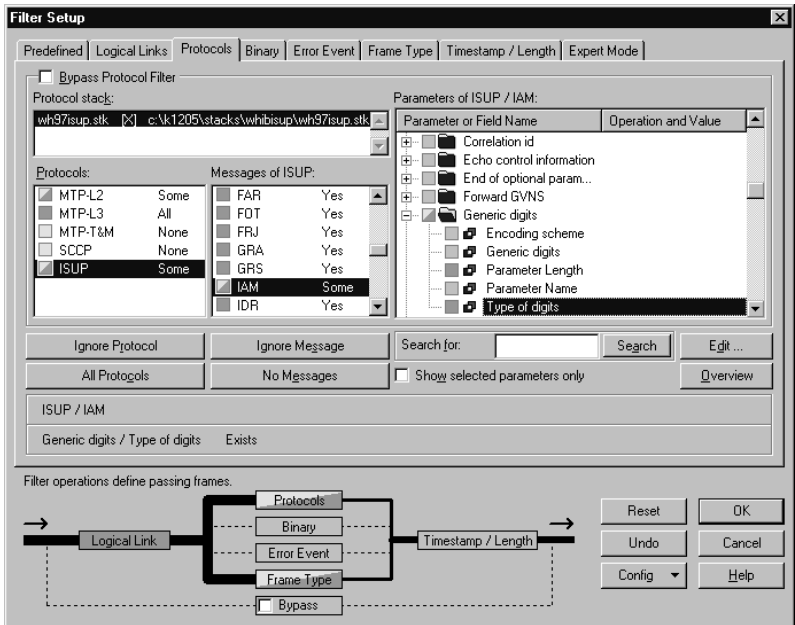 Filter Setup
Predefined Logical Links Protocols Binary Error Event Frame Type Timestamp / Length Expert Mode
Bypass Protocol Filter
Protocol stack:
wh97isup.stk [X] c:\k1205\stacks\whibisup\wh97isup.stk
Protocols:
MTP-L2 Some
MTP-L3 All
MTP-T&M None
SCCP None
ISUP Some
Messages of ISUP:
FAR Yes
FOT Yes
FRJ Yes
GRA Yes
GRS Yes
IAM Some
IDR Yes
Parameters of ISUP / IAM:
Parameter or Field Name Operation and Value
Correlation id
Echo control information
End of optional param...
Forward GVNS
Generic digits
Encoding scheme
Generic digits
Parameter Length
Parameter Name
Type of digits
Ignore Protocol Ignore Message Search for: Search Edit ...
All Protocols No Messages Show selected parameters only Overview
ISUP / IAM
Generic digits / Type of digits Exists
Filter operations define passing frames.
Logical Link
Protocols
Binary
Error Event
Frame Type
Bypass
Timestamp / Length
Reset OK
Undo Cancel
Config Help